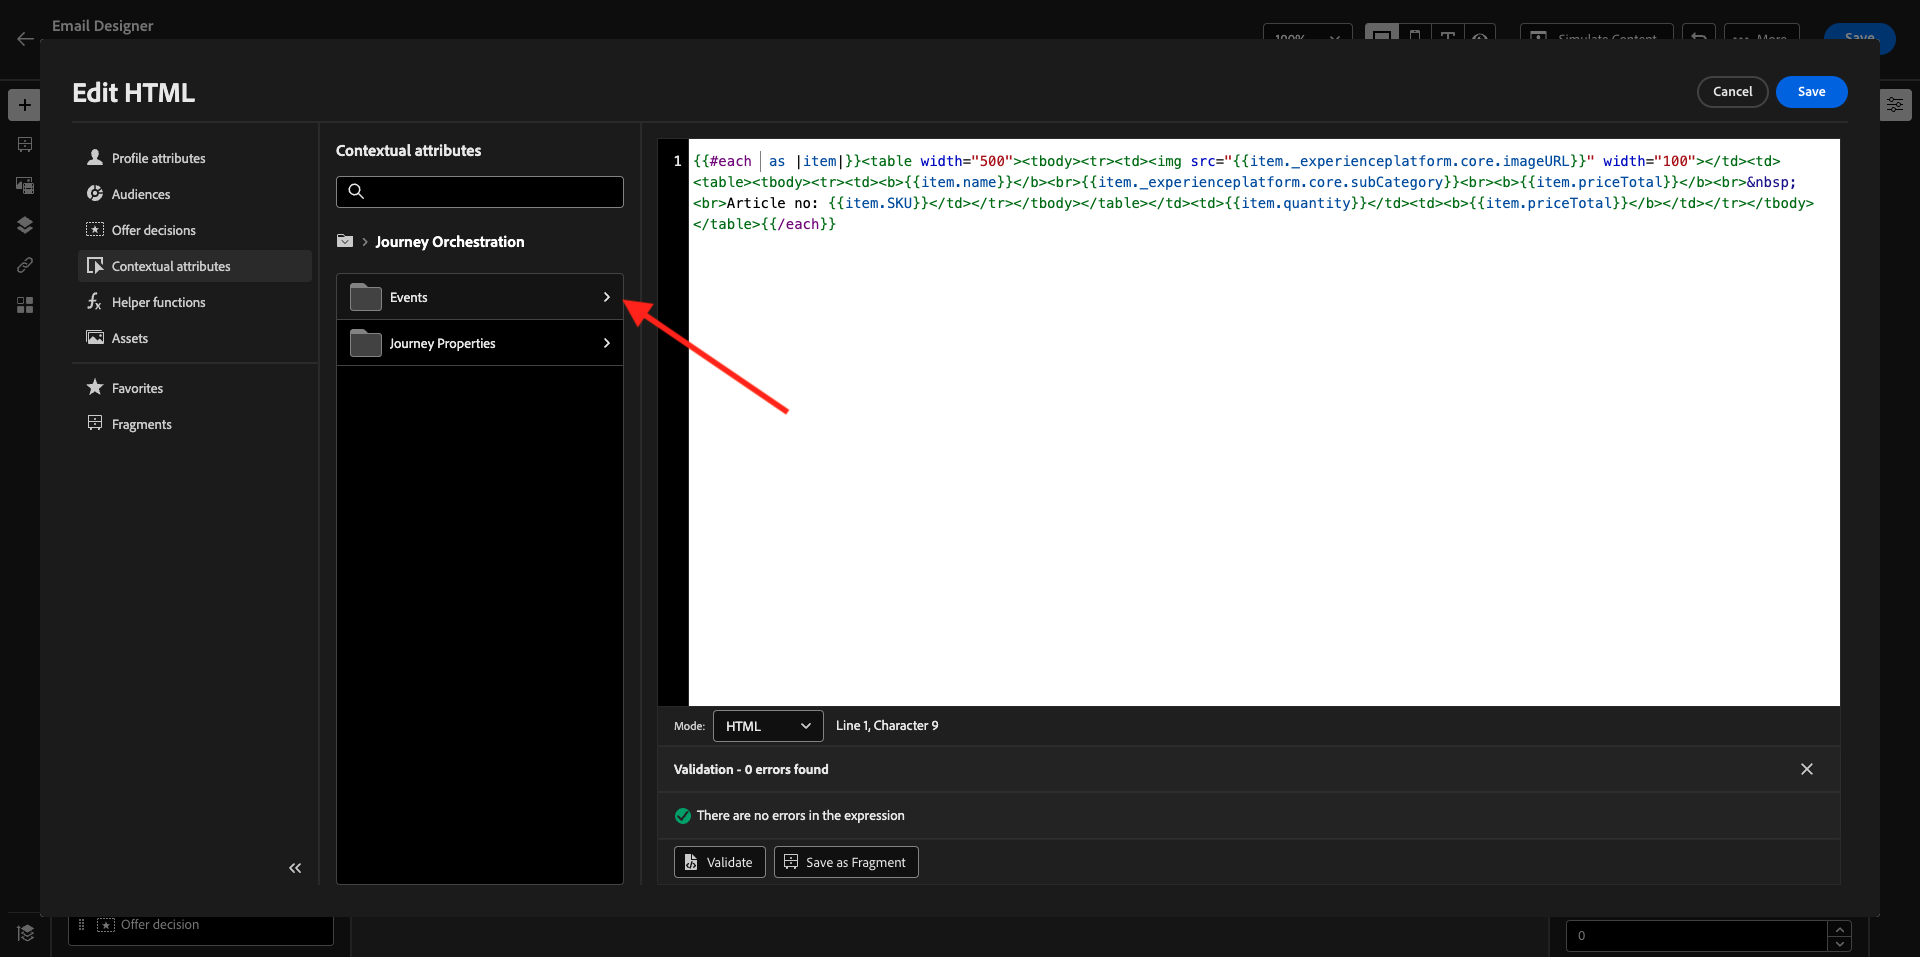 Email Designer
100%
Simulate Content
More
Save
Edit HTML
Cancel
Save
Profile attributes
Audiences
Offer decisions
Contextual attributes
Helper functions
Assets
Favorites
Fragments
Contextual attributes
Journey Orchestration
Events
Journey Properties
1
{{#each  as |item|}}<table width="500"><tbody><tr><td><img src="{{item._experienceplatform.core.imageURL}}" width="100"></td><td>
<table><tbody><tr><td><b>{{item.name}}</b><br>{{item._experienceplatform.core.subCategory}}<br><b>{{item.priceTotal}}</b><br>&nbsp;
<br>Article no: {{item.SKU}}</td></tr></tbody></table></td><td>{{item.quantity}}</td><td><b>{{item.priceTotal}}</b></td></tr></tbody>
</table>{{/each}}
Mode:
HTML
Line 1, Character 9
Validation - 0 errors found
There are no errors in the expression
Validate
Save as Fragment
Offer decision
0